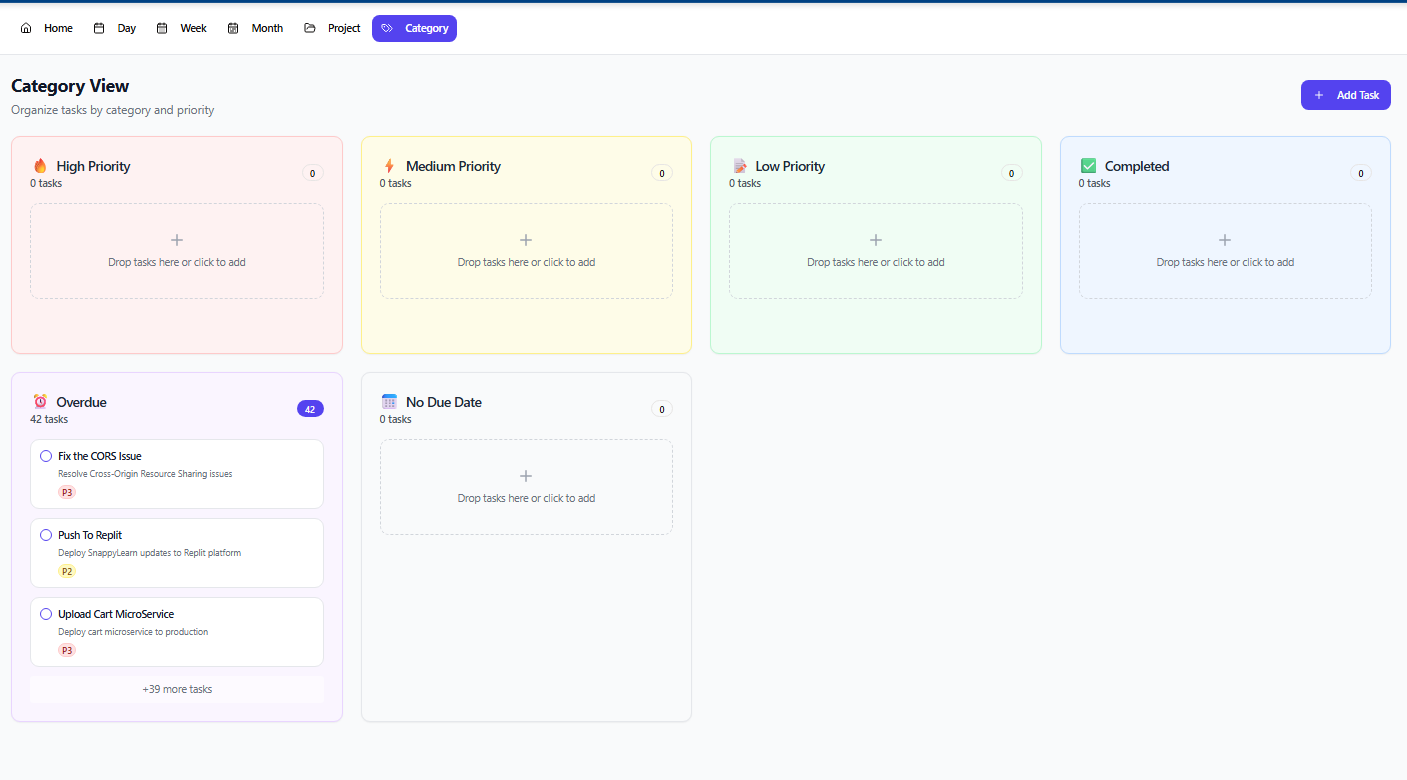 Home
Day
Week
Month
Project
Category
Category View
Organize tasks by category and priority
+ Add Task
High Priority
0 tasks
0
Drop tasks here or click to add
Medium Priority
0 tasks
0
Drop tasks here or click to add
Low Priority
0 tasks
0
Drop tasks here or click to add
Completed
0 tasks
0
Drop tasks here or click to add
Overdue
42 tasks
42
Fix the CORS Issue
Resolve Cross-Origin Resource Sharing issues
P3
Push To Replit
Deploy SnappyLearn updates to Replit platform
P2
Upload Cart MicroService
Deploy cart microservice to production
P3
+39 more tasks
No Due Date
0 tasks
0
Drop tasks here or click to add